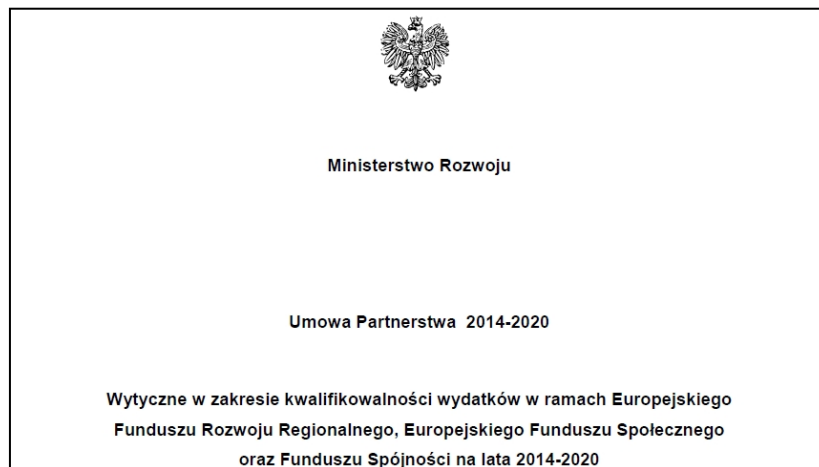 Ministerstwo Rozwoju
Umowa Partnerstwa 2014-2020
Wytyczne w zakresie kwalifikowalności wydatków w ramach Europejskiego
Funduszu Rozwoju Regionalnego, Europejskiego Funduszu Społecznego
oraz Funduszu Spójności na lata 2014-2020